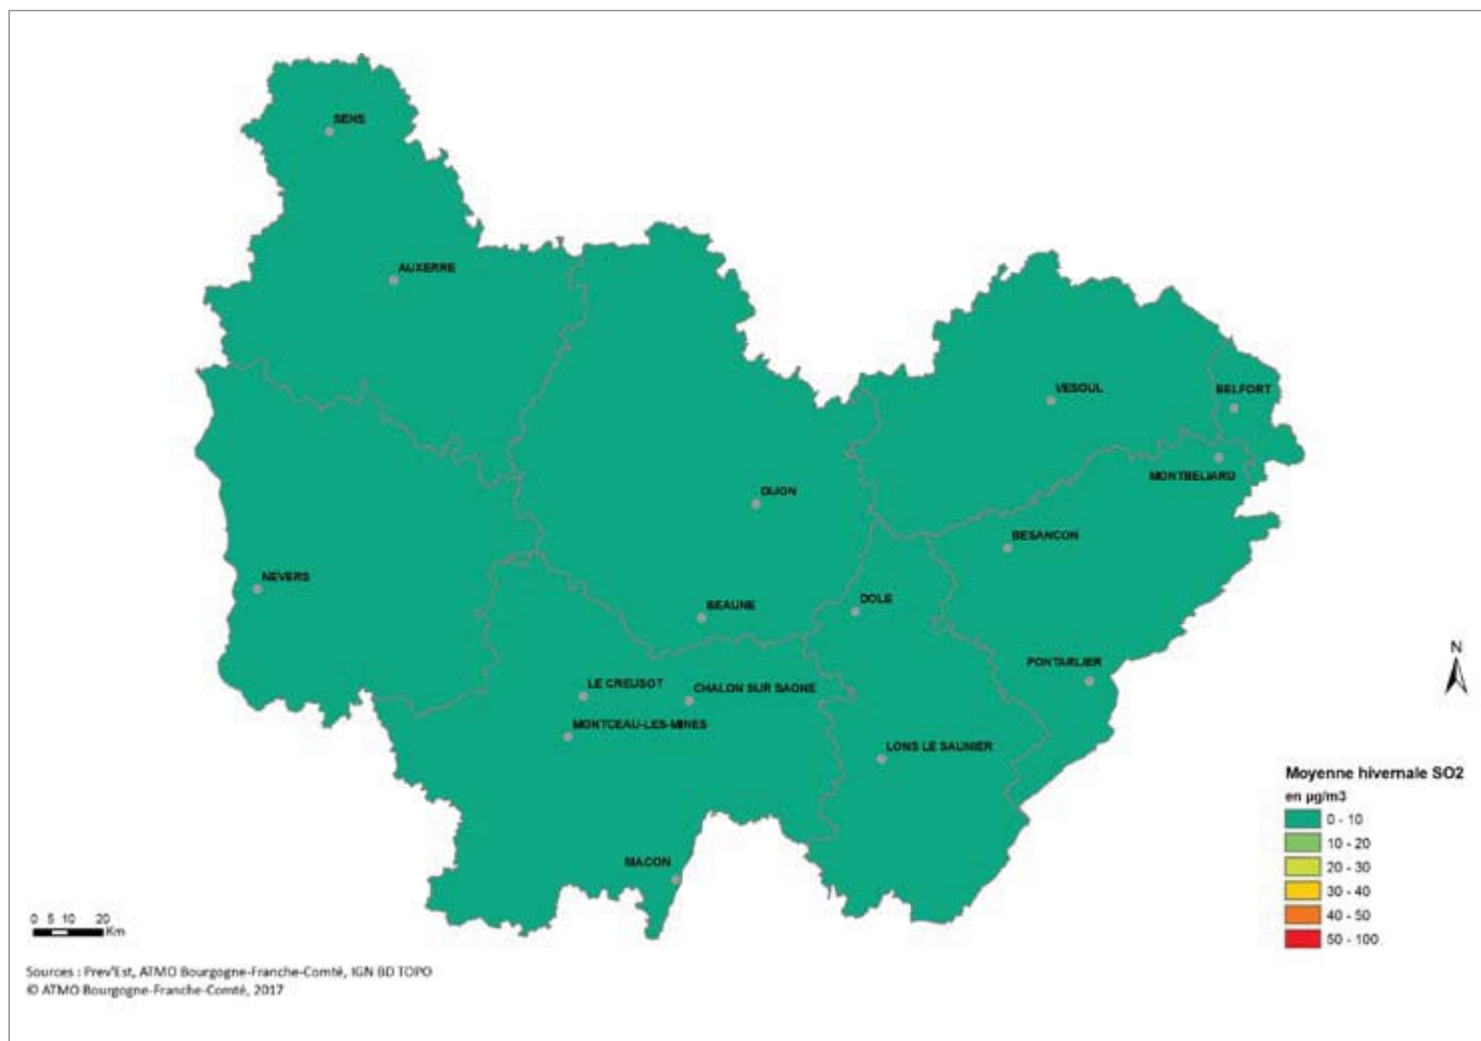 SENS
AUXERRE
VESOUL
BELFORT
MONTBELIARD
DIJON
BESANCON
NEVERS
BEAUNE
DOLE
PONTARLIER
LE CREUSOT
CHALON SUR SAONE
MONTCEAU-LES-MINES
LONS LE SAUNIER
MACON
N
Moyenne hivernale SO2
en µg/m3
0 - 10
10 - 20
20 - 30
30 - 40
40 - 50
50 - 100
0 5 10 20
Km
Sources : Prev'Est, ATMO Bourgogne-Franche-Comté, IGN BD TOPO
© ATMO Bourgogne-Franche-Comté, 2017